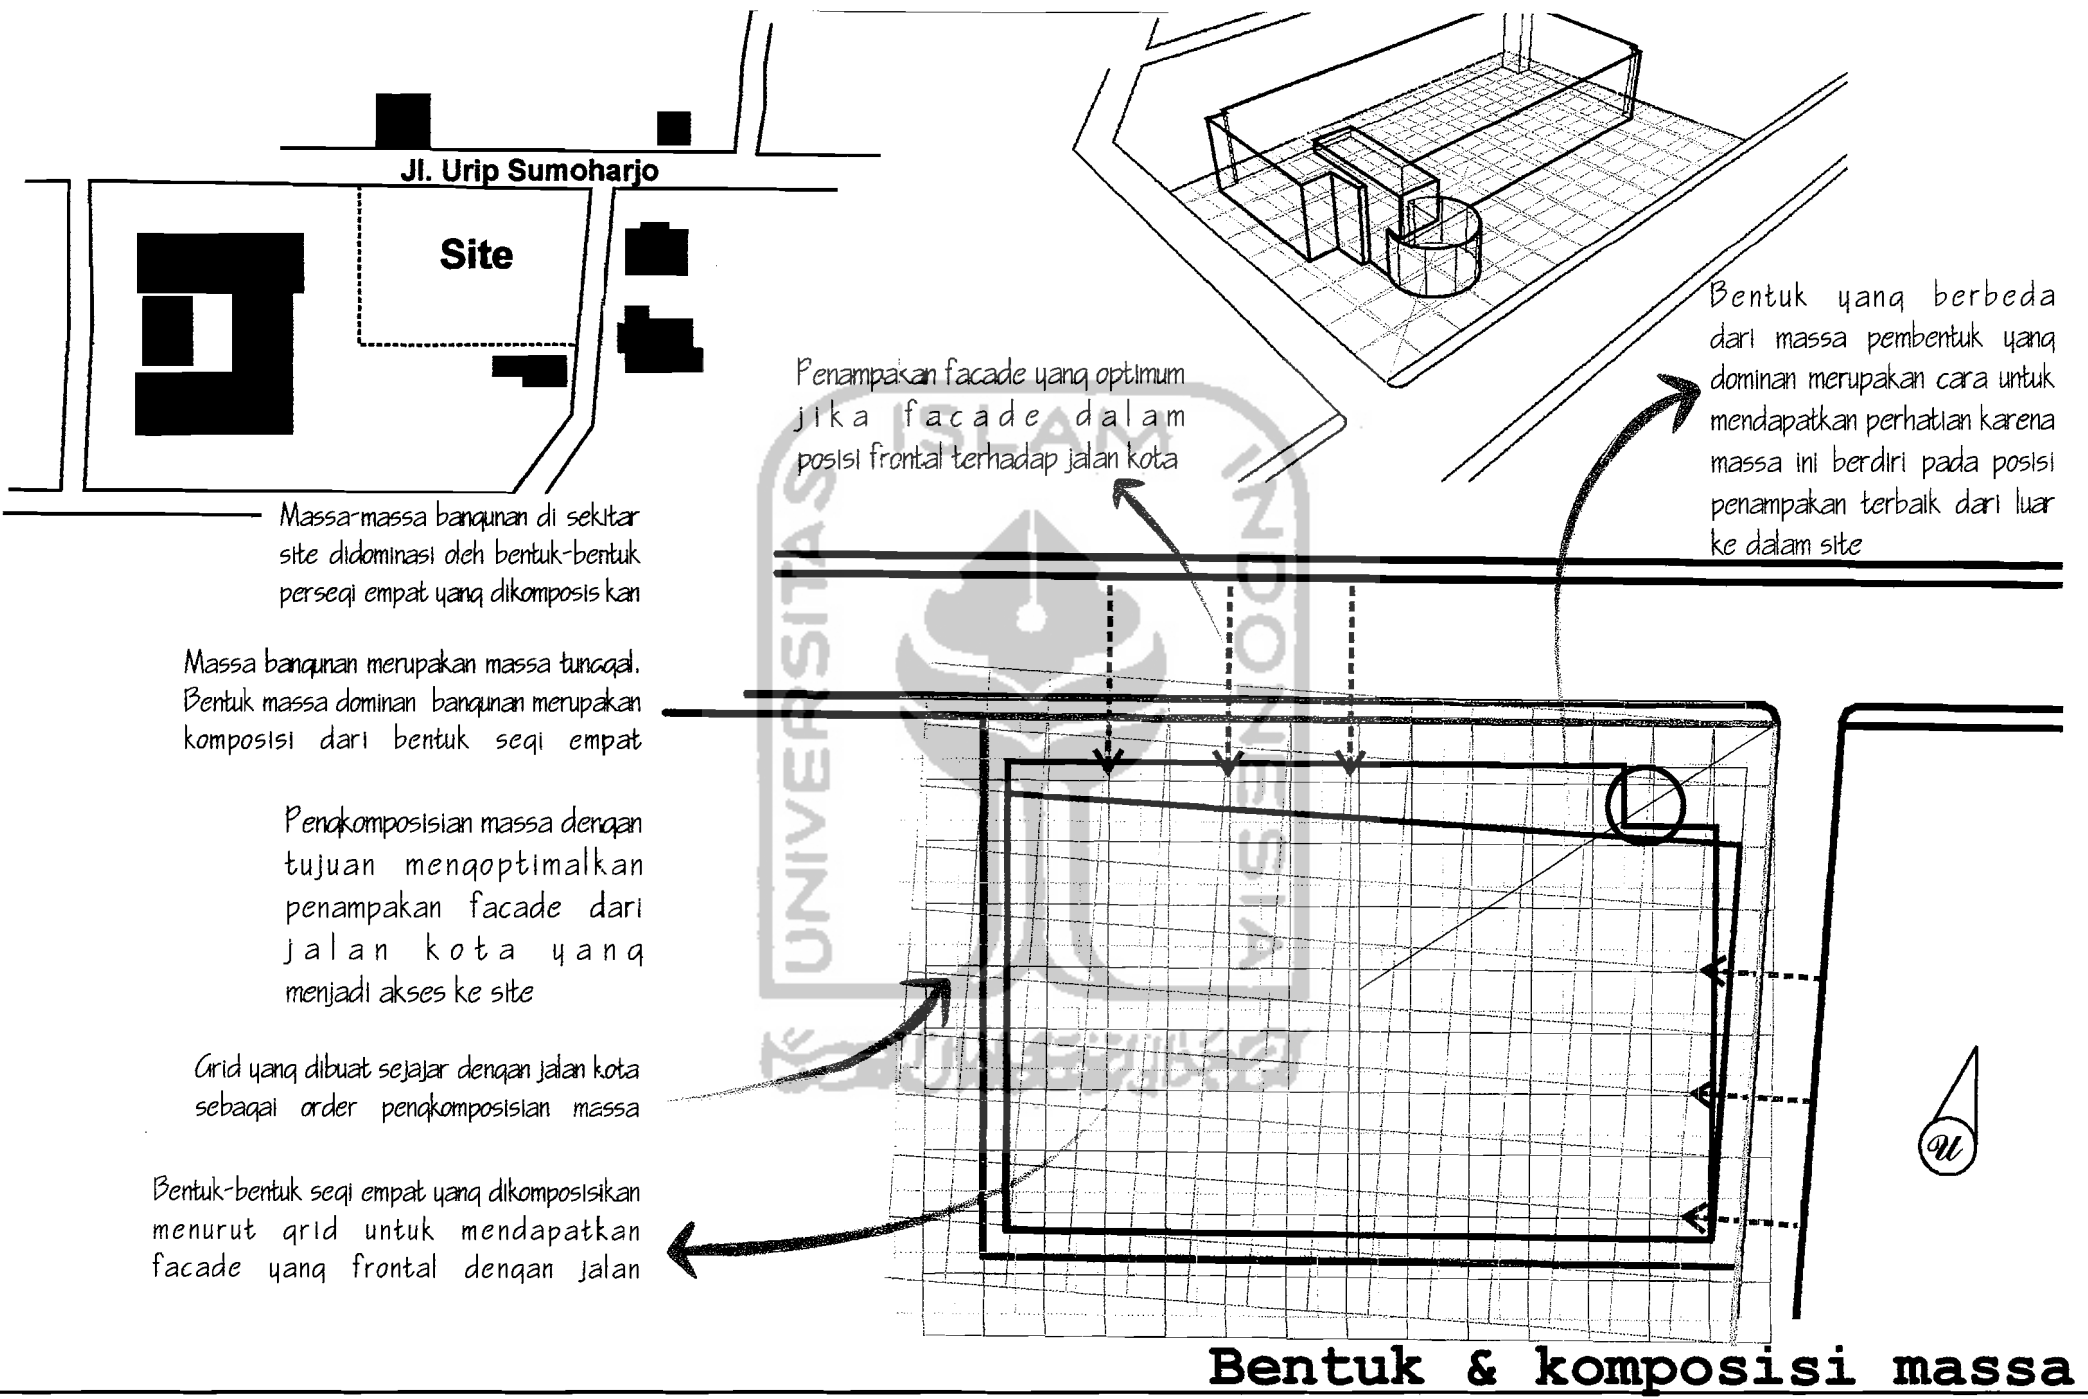 Jl. Urip Sumoharjo
Site
Massa-massa bangunan di sekitar
site didominasi oleh bentuk-bentuk
persegi empat yang dikomposis kan
Massa bangunan merupakan massa tunggal.
Bentuk massa dominan bangunan merupakan
komposisi dari bentuk segi empat
Pengkomposisian massa dengan
tujuan mengoptimalkan
penampakan facade dari
jalan kota yang
menjadi akses ke site
Grid yang dibuat sejajar dengan jalan kota
sebagai order pengkomposisian massa
Bentuk-bentuk segi empat yang dikomposisikan
menurut grid untuk mendapatkan
facade yang frontal dengan jalan
Penampakan facade yang optimum
jika facade dalam
posisi frontal terhadap jalan kota
Bentuk yang berbeda
dari massa pembentuk yang
dominan merupakan cara untuk
mendapatkan perhatian karena
massa ini berdiri pada posisi
penampakan terbaik dari luar
ke dalam site
UNIVERSITAS
ISLAM
INDONESIA
U
Bentuk & komposisi massa